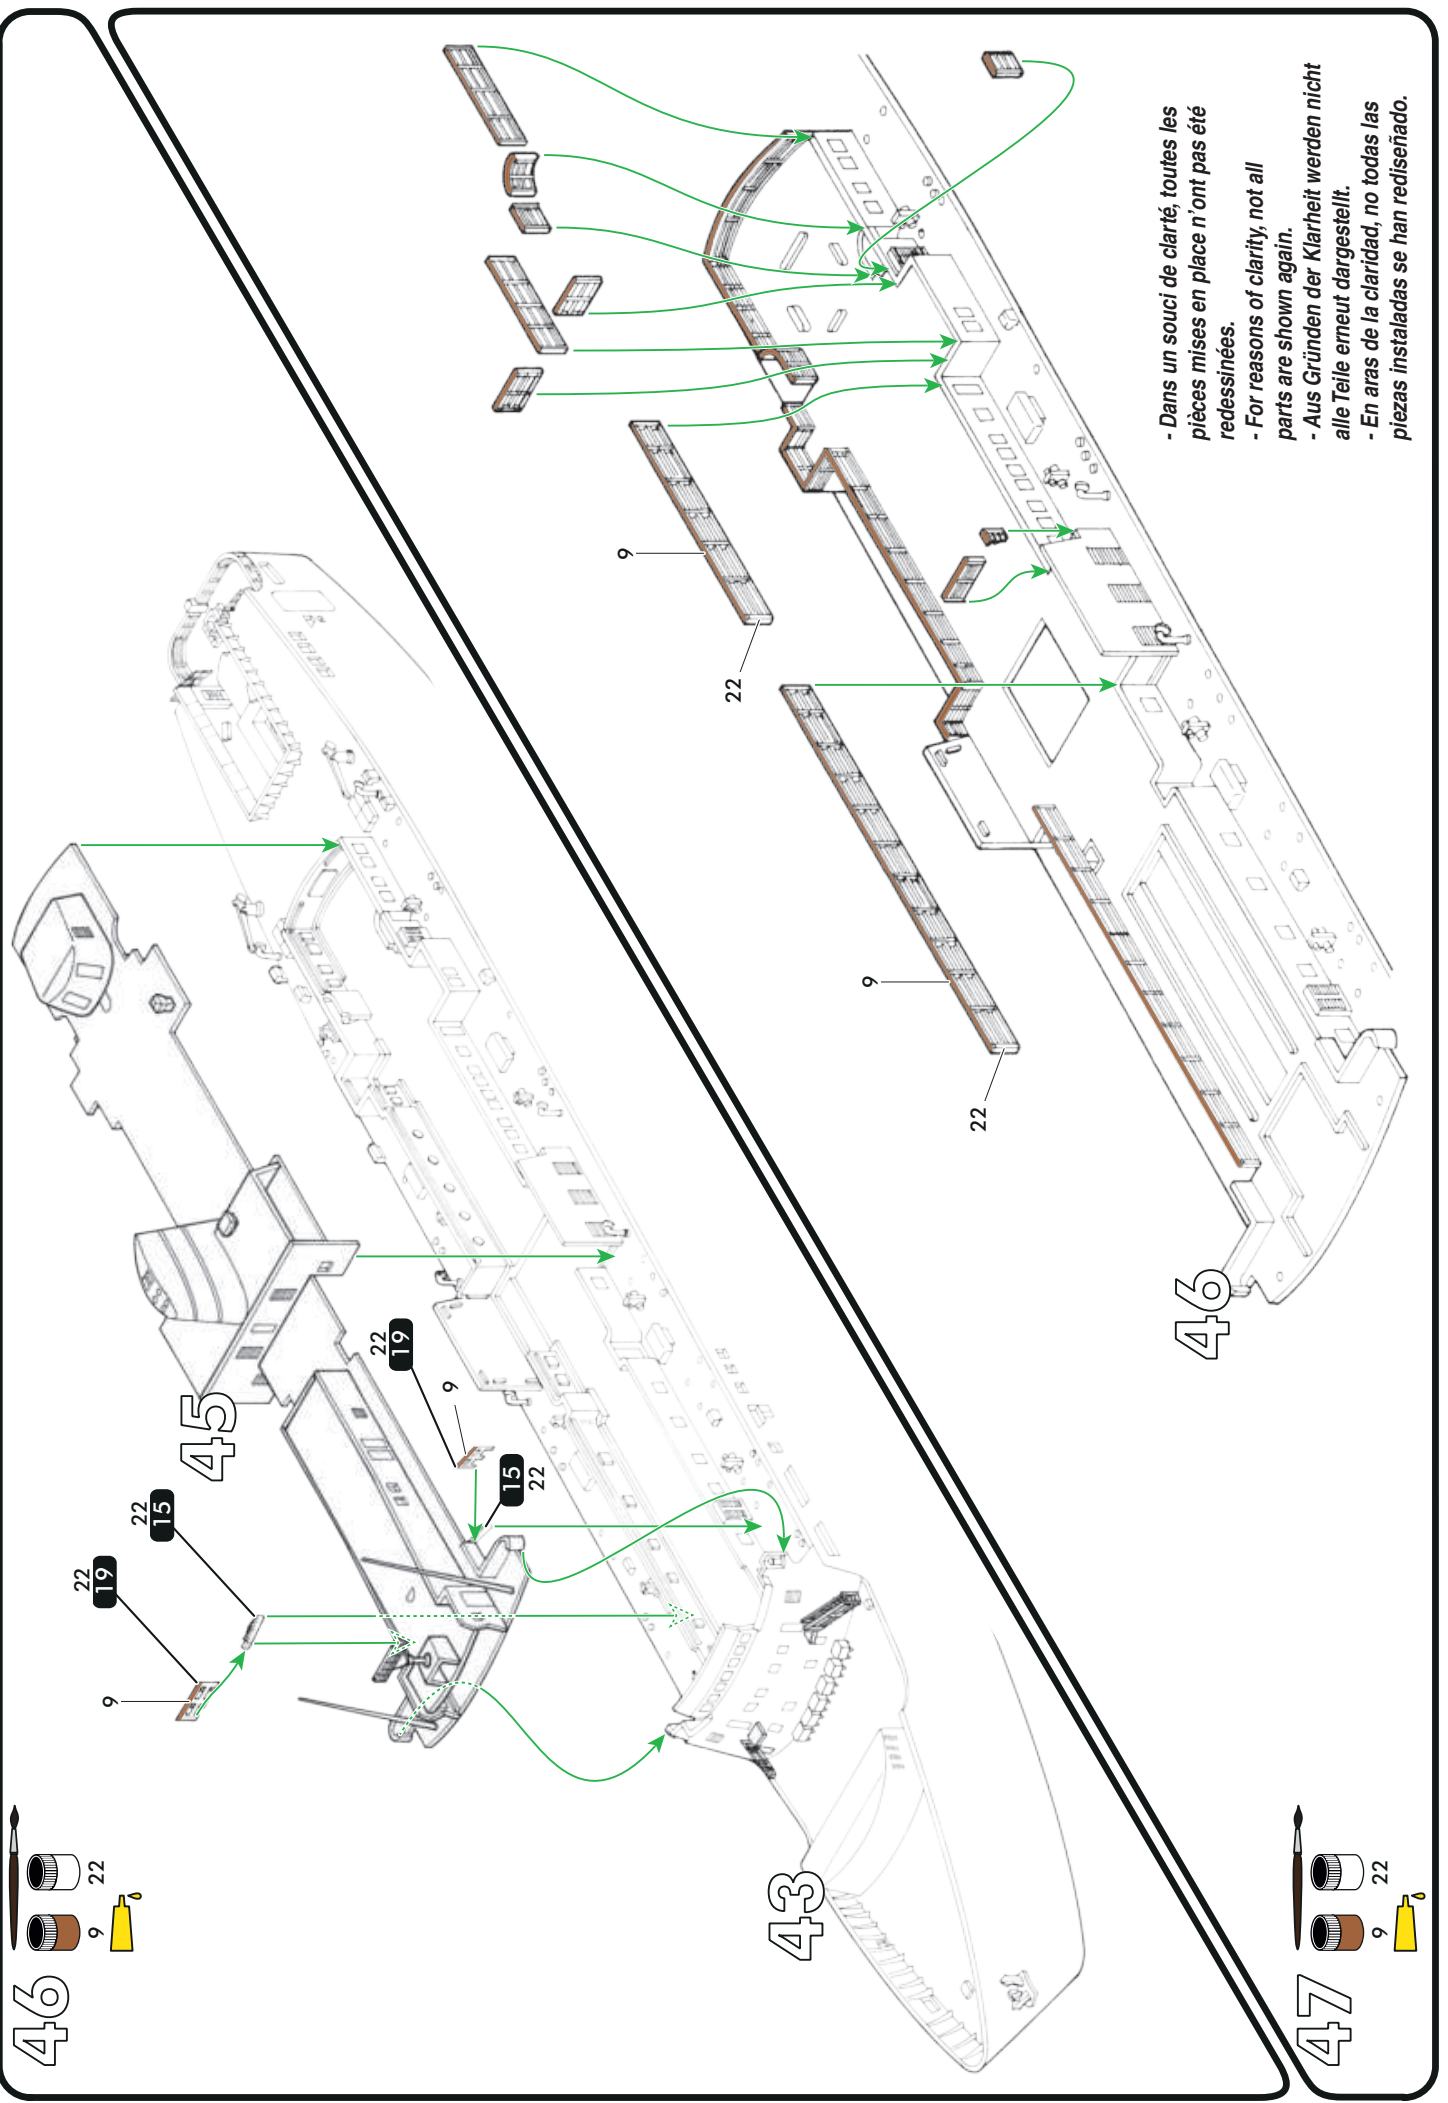 46
9
22
22
19
9
22
15
45
22
19
9
15
22
43
47
9
22
9
22
9
22
46
- Dans un souci de clarté, toutes les
pièces mises en place n'ont pas été
redessinées.
- For reasons of clarity, not all
parts are shown again.
- Aus Gründen der Klarheit werden nicht
alle Teile erneut dargestellt.
- En aras de la claridad, no todas las
piezas instaladas se han rediseñado.